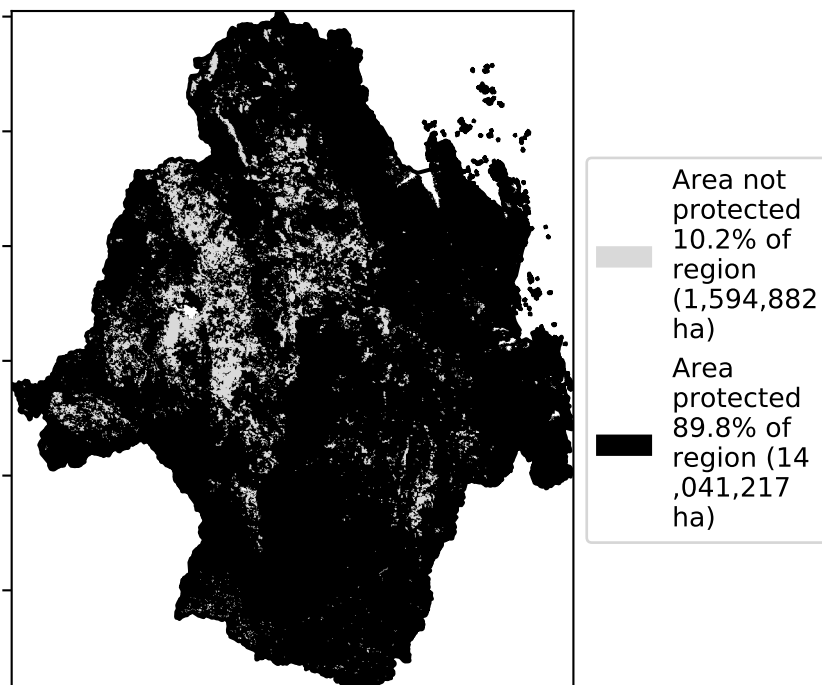 Area not
protected
10.2% of
region
(1,594,882
ha)
Area
protected
89.8% of
region (14
,041,217
ha)